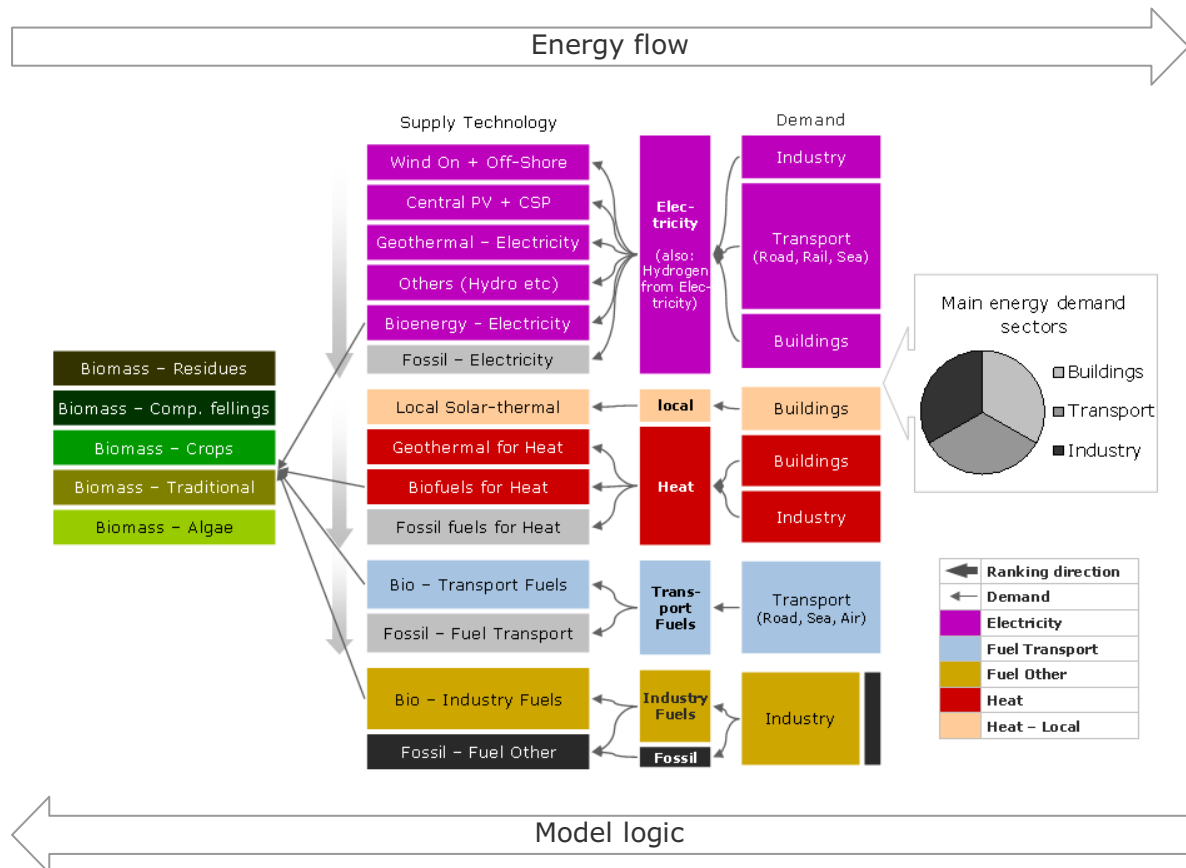 Energy flow
Supply Technology
Demand
Wind On + Off-Shore
Central PV + CSP
Geothermal – Electricity
Others (Hydro etc)
Bioenergy – Electricity
Fossil – Electricity
Elec-
tricity
(also:
Hydrogen
from Elec-
tricity)
Industry
Transport
(Road, Rail, Sea)
Buildings
Main energy demand
sectors
Buildings
Transport
Industry
Biomass – Residues
Biomass – Comp. fellings
Biomass – Crops
Biomass – Traditional
Biomass – Algae
Local Solar-thermal
local
Buildings
Geothermal for Heat
Biofuels for Heat
Fossil fuels for Heat
Heat
Buildings
Industry
Bio – Transport Fuels
Fossil – Fuel Transport
Trans-
port
Fuels
Transport
(Road, Sea, Air)
Bio – Industry Fuels
Fossil – Fuel Other
Industry
Fuels
Fossil
Industry
Ranking direction
Demand
Electricity
Fuel Transport
Fuel Other
Heat
Heat – Local
Model logic